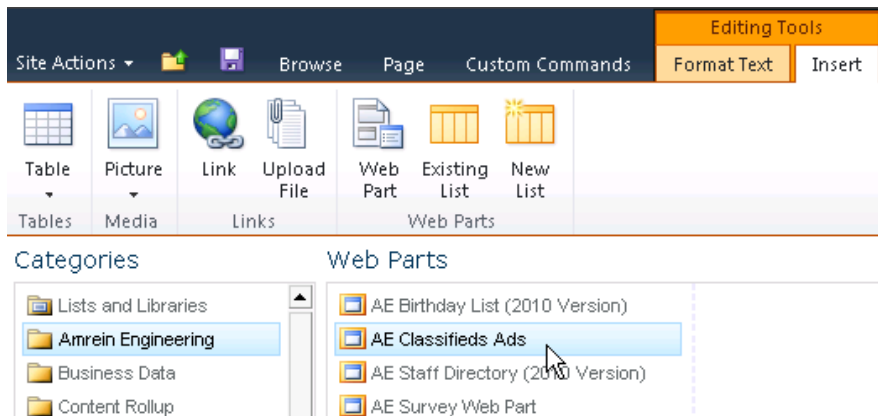 Editing Tools
Site Actions Browse Page Custom Commands Format Text Insert
Table Picture Link Upload File Web Part Existing List New List
Tables Media Links Web Parts
Categories Web Parts
Lists and Libraries AE Birthday List (2010 Version)
Amrein Engineering AE Classifieds Ads
Business Data AE Staff Directory (2010 Version)
Content Rollup AE Survey Web Part